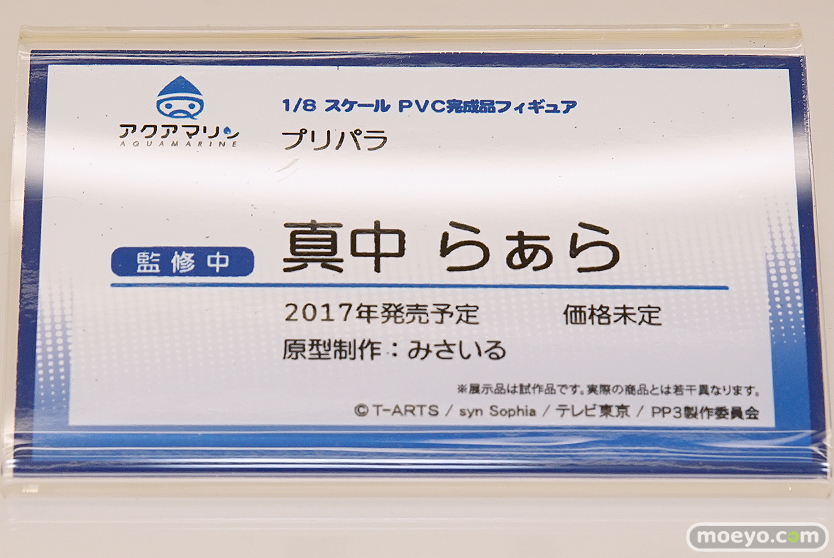 アクアマリン
AQUAMARINE
1/8 スケール PVC完成品フィギュア
プリパラ
監修中
真中 らぁら
2017年発売予定 価格未定
原型制作：みさいる
※展示品は試作品です。実際の商品とは若干異なります。
©T-ARTS / syn Sophia / テレビ東京 / PP3製作委員会
moeyo.com